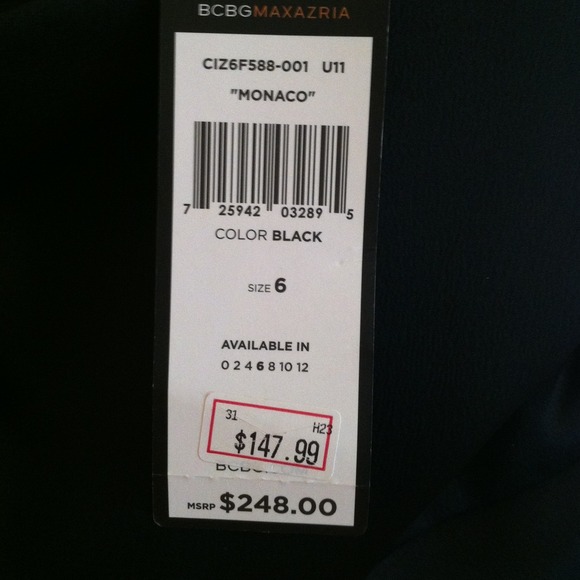 BCBGMAXAZRIA
CIZ6F588-001 U11
"MONACO"
7 25942 03289 5
COLOR BLACK
SIZE 6
AVAILABLE IN
0 2 4 6 8 10 12
31 H23
$147.99
MSRP $248.00